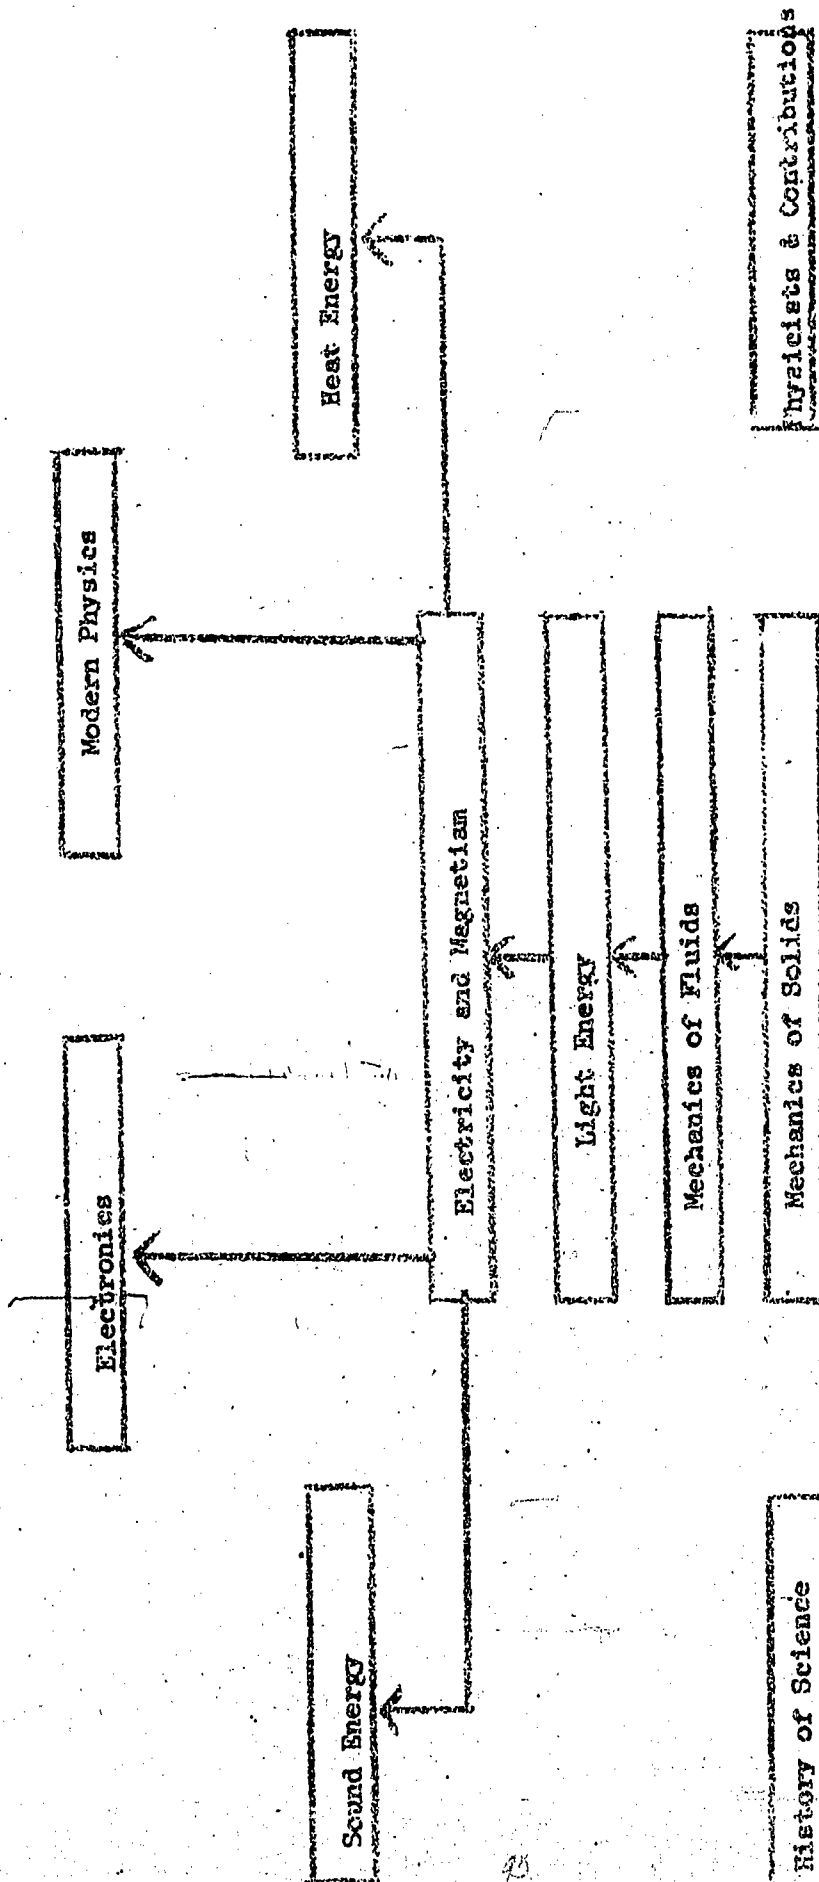 Electronics
Modern Physics
Sound Energy
Heat Energy
Electricity and Magnetism
Light Energy
Mechanics of Fluids
Mechanics of Solids
History of Science
Physicists & Contributions